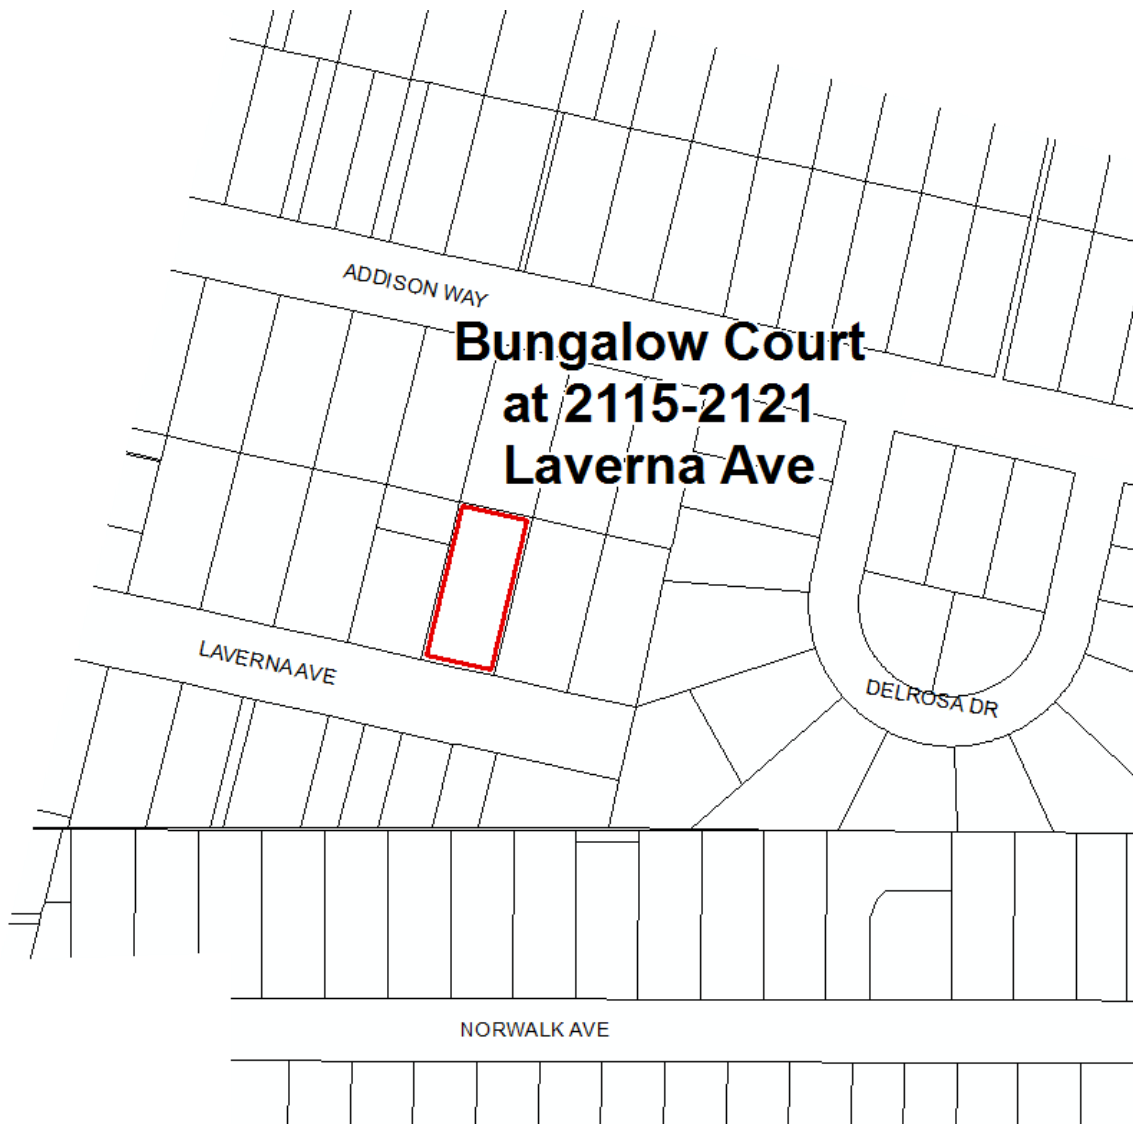 ADDISON WAY
Bungalow Court
at 2115-2121
Laverna Ave
LAVERNA AVE
DELROSA DR
NORWALK AVE